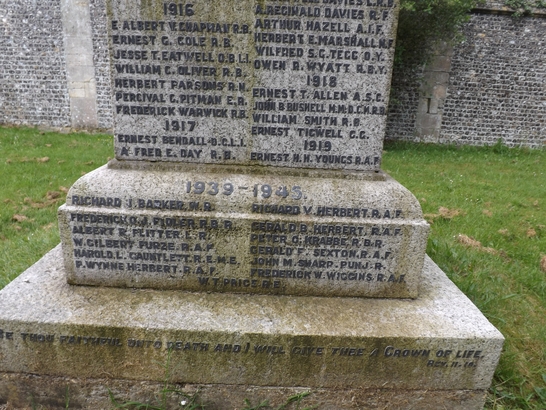 1916
E ALBERT W. CHAPMAN R.B.
ERNEST G. COLE R.B.
JESSE T. EATWELL O.B.L.I.
WILLIAM C. OLIVER R.B.
HERBERT PARSONS R.N.
PERCIVAL G. PITMAN E.R.
FREDERICK WARWICK R.B.
1917
ERNEST BENDALL D.C.L.I.
A FRED E. DAY R.B.
A. REGINALD DAVIES R.F.
ARTHUR HAZELL A.I.F.
HERBERT E. MARSHALL
WILFRED S.G. TEGG O.Y.
OWEN R. WYATT R.B.Y.
1918
ERNEST T. ALLEN A.S.C.
JOHN B BUSHELL
WILLIAM SMITH R.B.
ERNEST TIGWELL C.G.
1919
ERNEST R.H. YOUNGS R.A.F.
1939-1945
RICHARD J. BARKER
FREDERICK
ALBERT E. FLITTER
W. GILBERT FURZE R.A.F.
HAROLD L. GAUNTLETT R.E.M.E.
P. WYNNE HERBERT R.A.F.
RICHARD V. HERBERT, R.A.F.
GERALD B. HERBERT, R.A.F.
PETER O. KRABBE, R.B.R.
GERALD F. SEXTON, R.A.F.
JOHN M. SHARP. PUNJ. R.
FREDERICK W. WIGGINS, R.A.F.
W.T. PRICE R.E.
BE THOU FAITHFUL UNTO DEATH AND I WILL GIVE THEE A CROWN OF LIFE.
REV. II. 10.